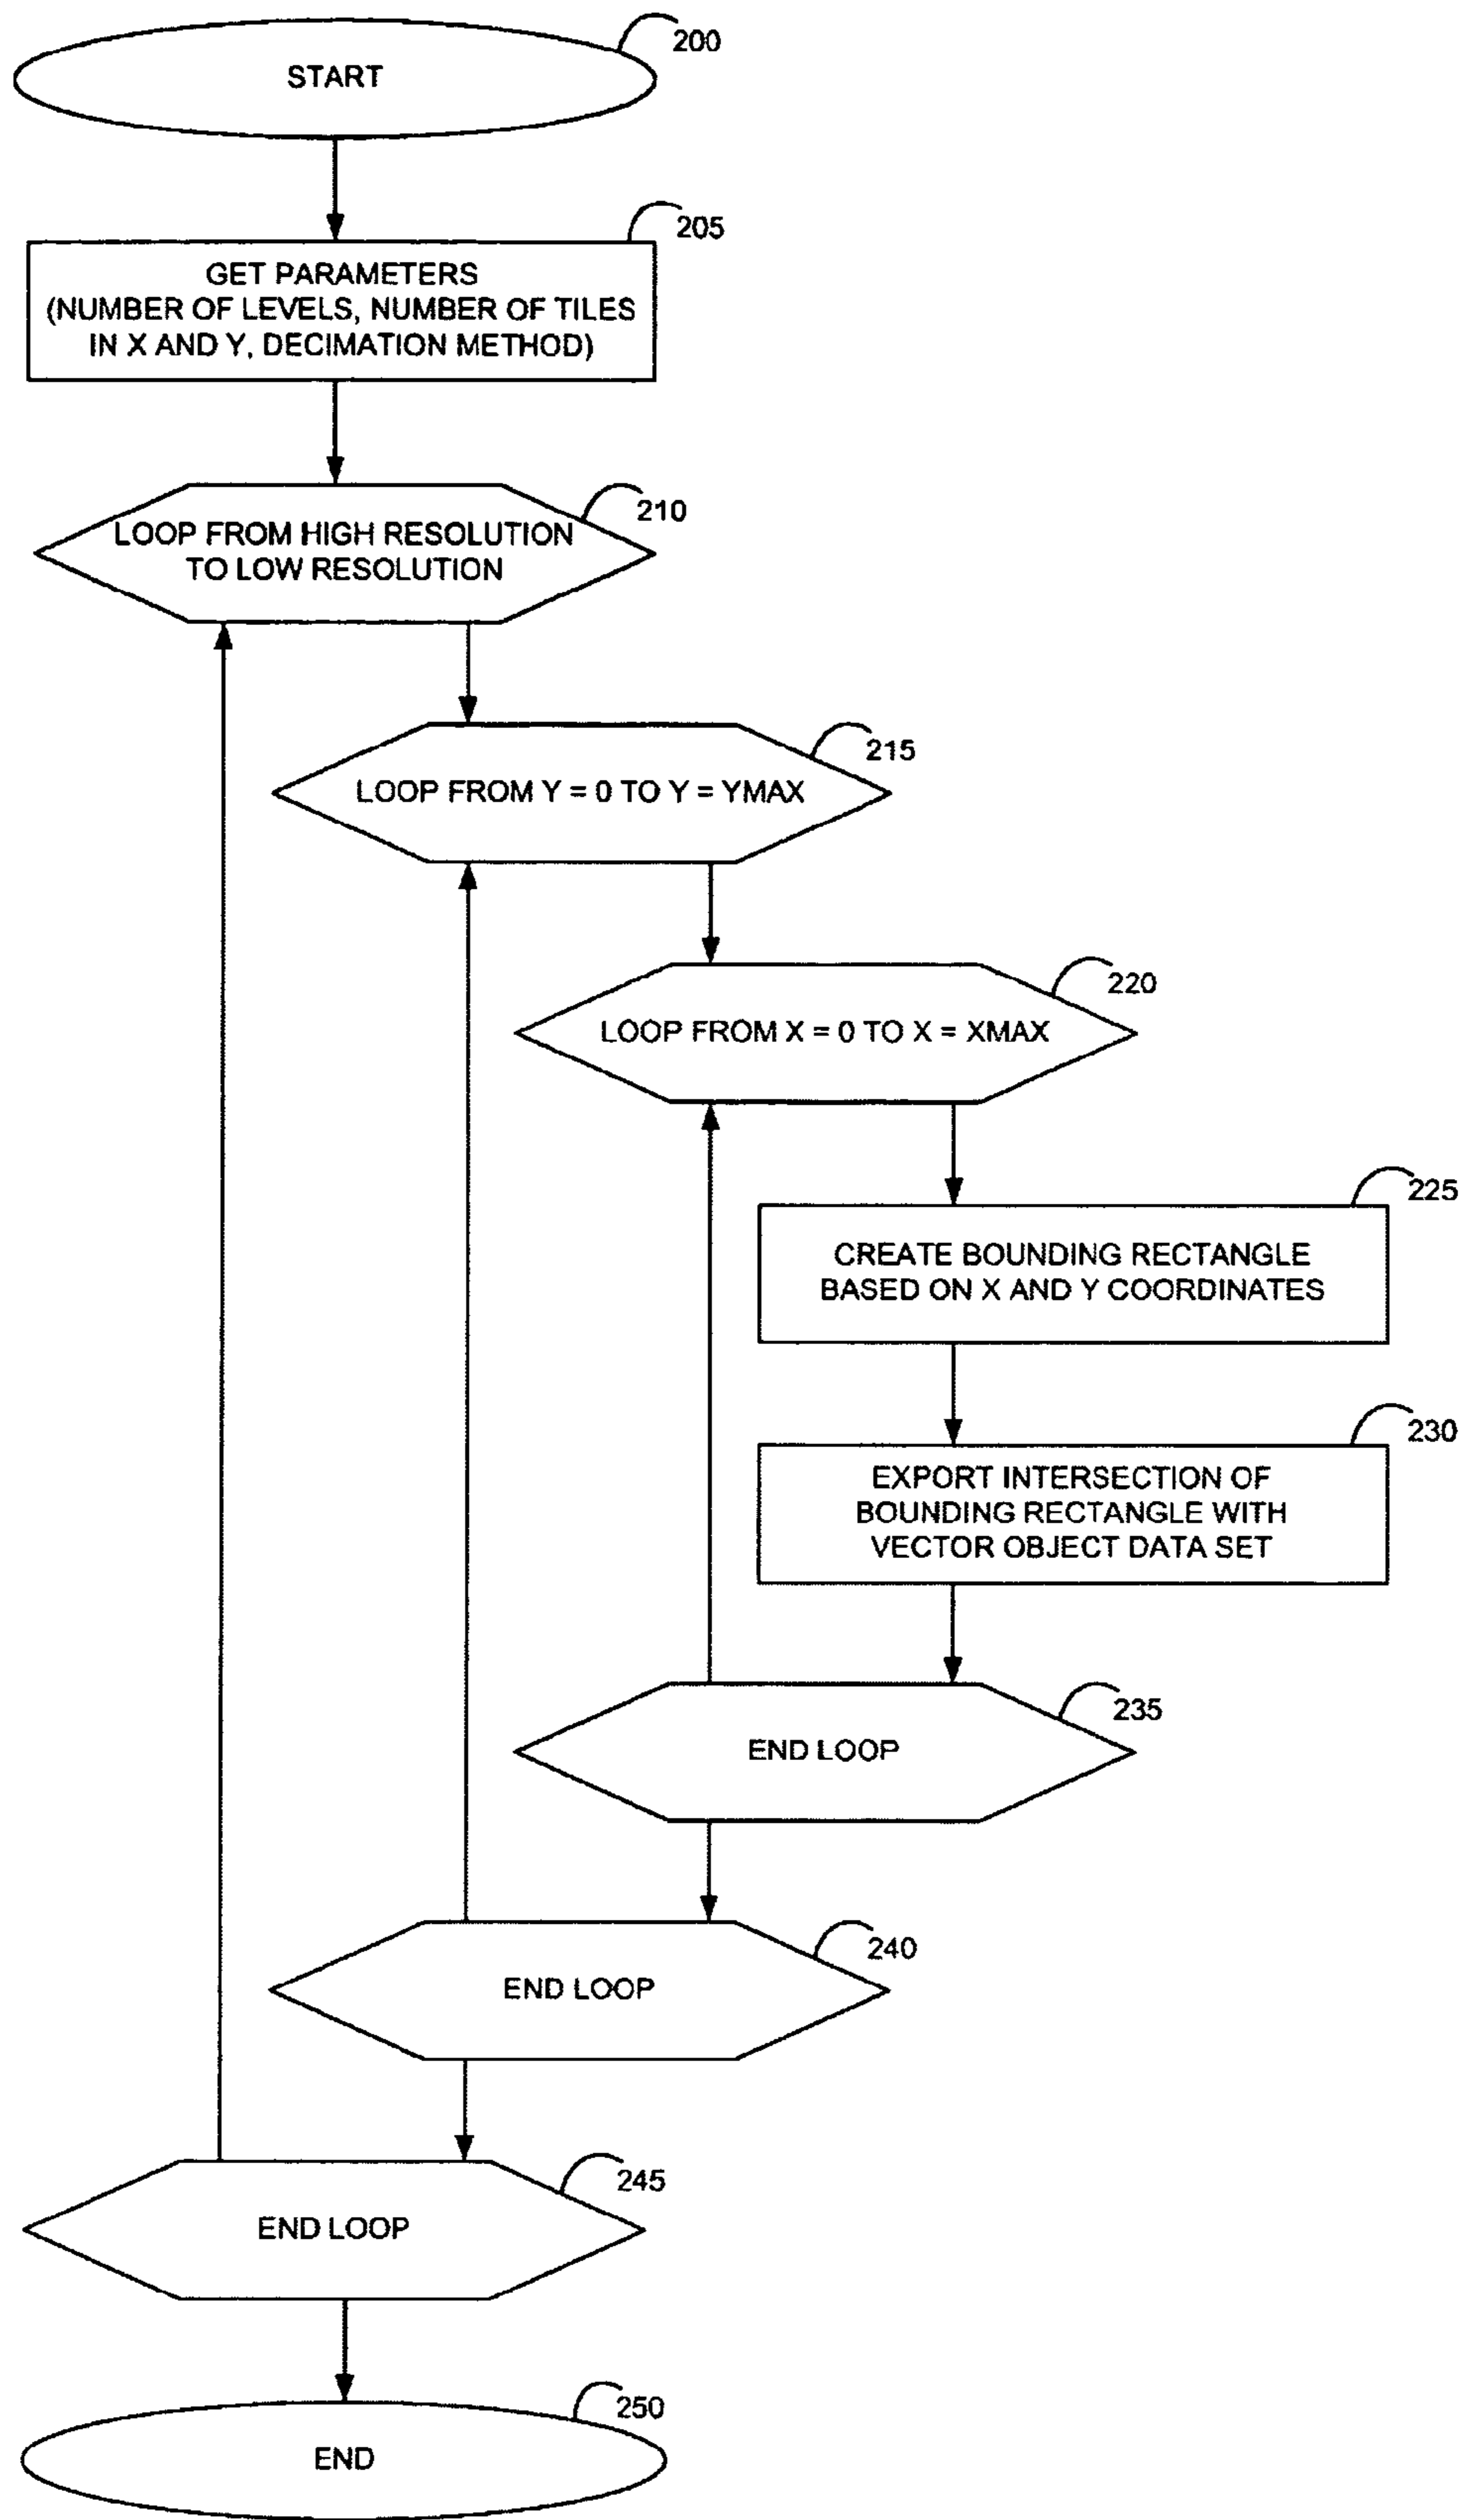 200
START
205
GET PARAMETERS
(NUMBER OF LEVELS, NUMBER OF TILES
IN X AND Y, DECIMATION METHOD)
210
LOOP FROM HIGH RESOLUTION
TO LOW RESOLUTION
215
LOOP FROM Y = 0 TO Y = YMAX
220
LOOP FROM X = 0 TO X = XMAX
225
CREATE BOUNDING RECTANGLE
BASED ON X AND Y COORDINATES
230
EXPORT INTERSECTION OF
BOUNDING RECTANGLE WITH
VECTOR OBJECT DATA SET
235
END LOOP
240
END LOOP
245
END LOOP
250
END